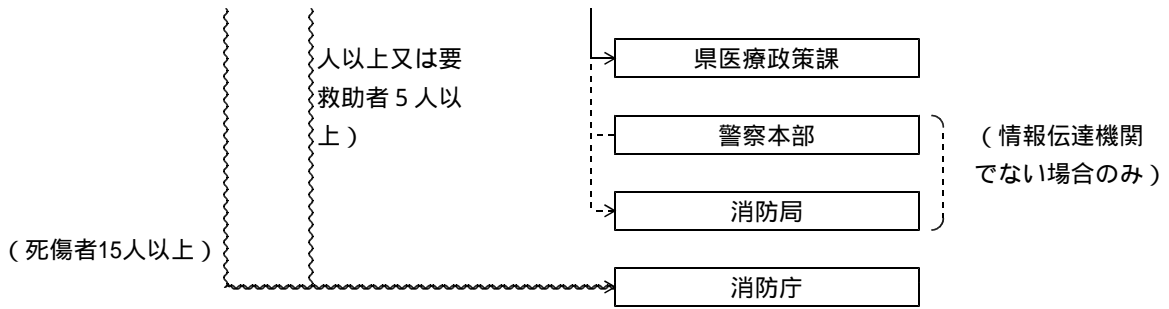 県医療政策課
人以上又は要
救助者５人以
上）
警察本部
（情報伝達機関
でない場合のみ）
消防局
（死傷者15人以上）
消防庁